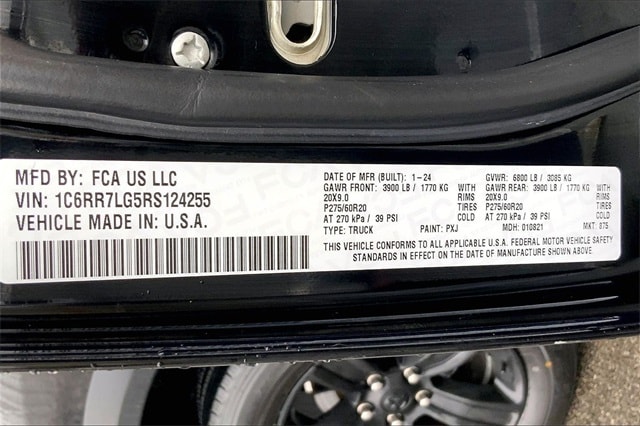 MFD BY: FCA US LLC
VIN: 1C6RR7LG5RS124255
VEHICLE MADE IN: U.S.A.
DATE OF MFR (BUILT): 1-24 GVWR: 6800 LB / 3085 KG
GAWR FRONT: 3900 LB / 1770 KG WITH GAWR REAR: 3900 LB / 1770 KG WITH
20X9.0 RIMS 20X9.0 RIMS
P275/60R20 TIRES P275/60R20 TIRES
AT 270 kPa / 39 PSI COLD AT 270 kPa / 39 PSI COLD
TYPE: TRUCK PAINT: PXJ MDH: 010821 MKT: 875
THIS VEHICLE CONFORMS TO ALL APPLICABLE U.S.A. FEDERAL MOTOR VEHICLE SAFETY
STANDARDS IN EFFECT ON THE DATE OF MANUFACTURE SHOWN ABOVE.